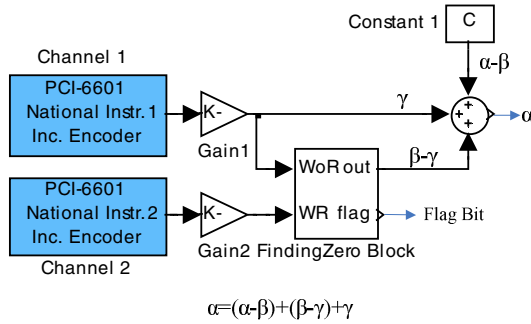 Constant 1
C
Channel 1
α-β
PCI-6601
National Instr.1
Inc. Encoder
K-
γ
+
+
+
α
Gain1
β-γ
WoR out
PCI-6601
National Instr.2
Inc. Encoder
K-
WR flag
Flag Bit
Gain2 FindingZero Block
Channel 2
α=(α-β)+(β-γ)+γ